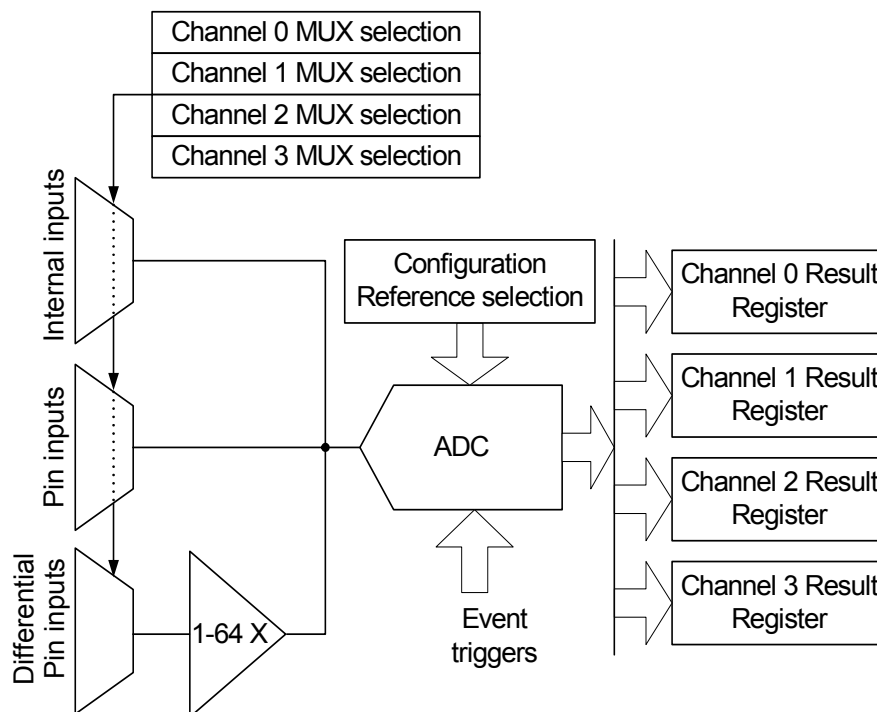 Channel 0 MUX selection
Channel 1 MUX selection
Channel 2 MUX selection
Channel 3 MUX selection
Internal inputs
Pin inputs
Differential
Pin inputs
1-64 X
Configuration
Reference selection
ADC
Event
triggers
Channel 0 Result
Register
Channel 1 Result
Register
Channel 2 Result
Register
Channel 3 Result
Register